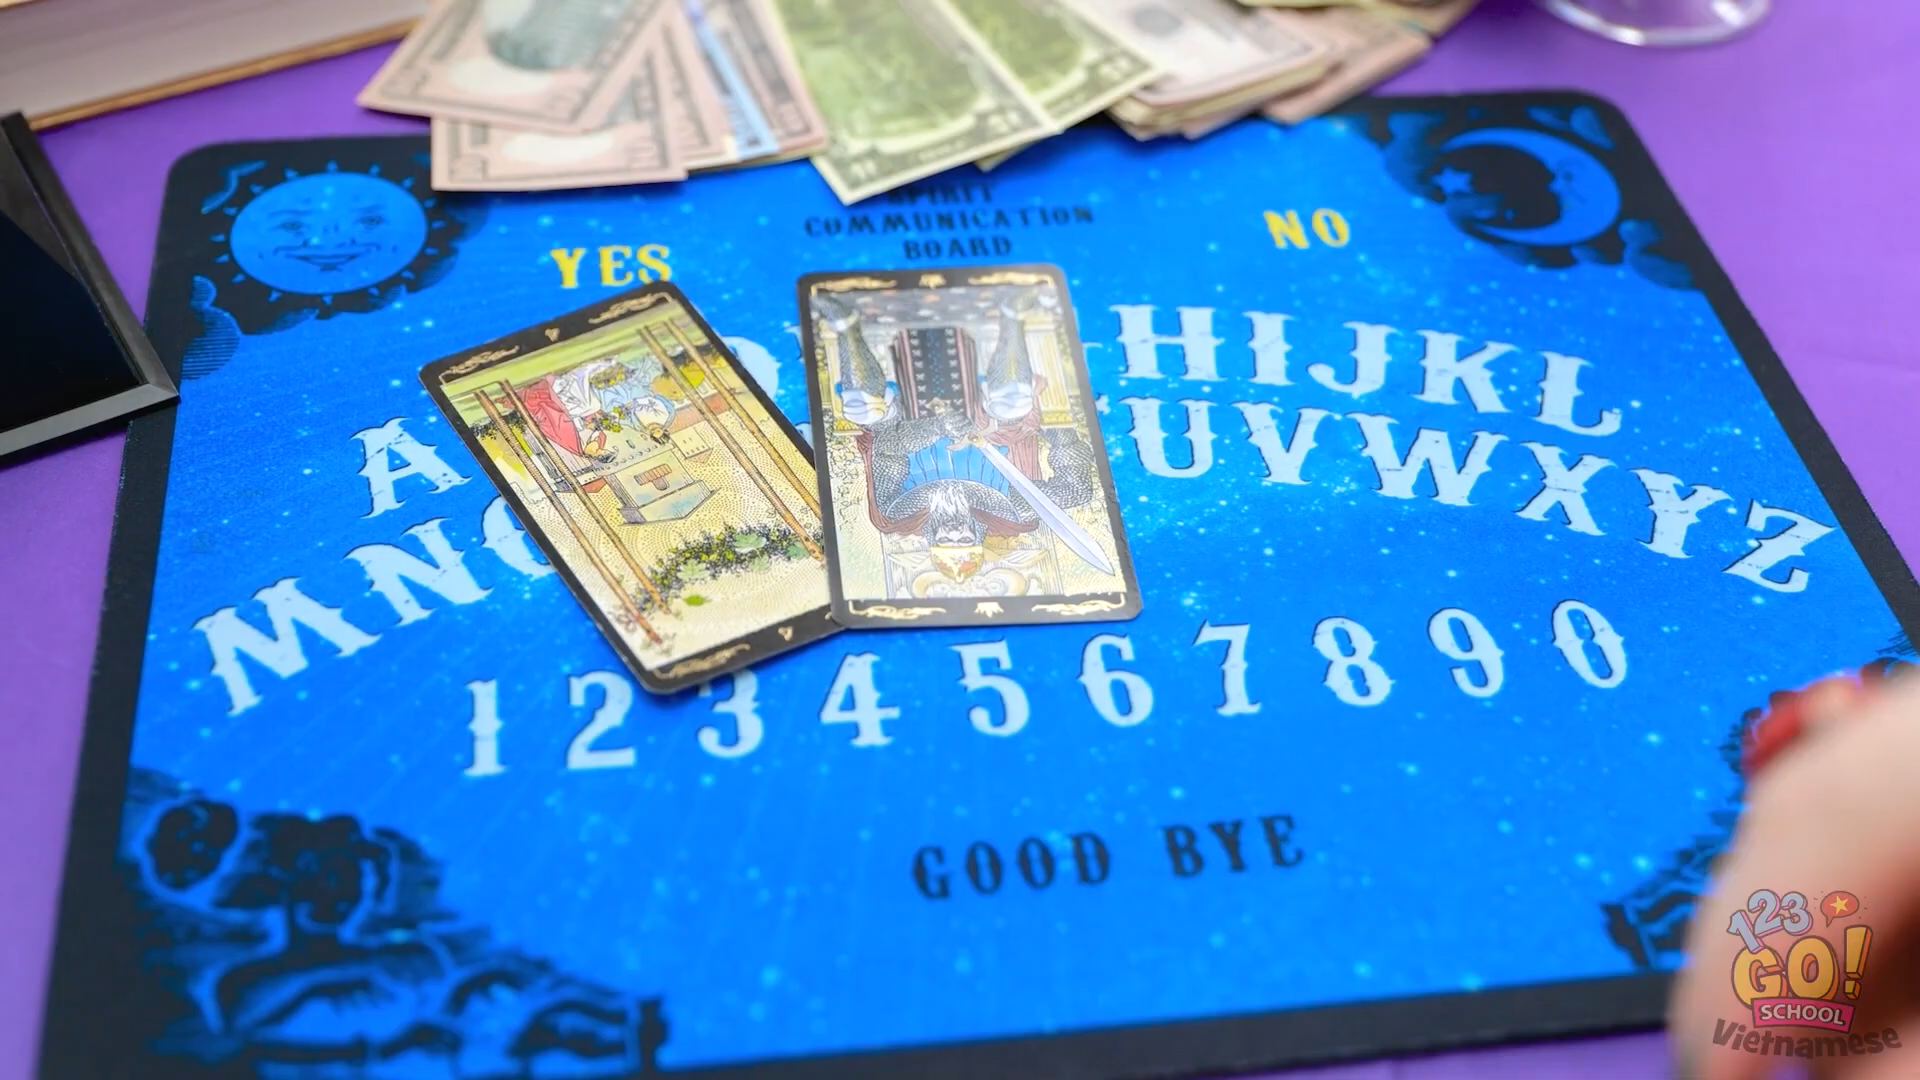 SPIRIT
COMMUNICATION
BOARD
YES
NO
HIJKL
A
UVWXYZ
MN
1234567890
GOOD BYE
123
GO!
SCHOOL
Vietnamese